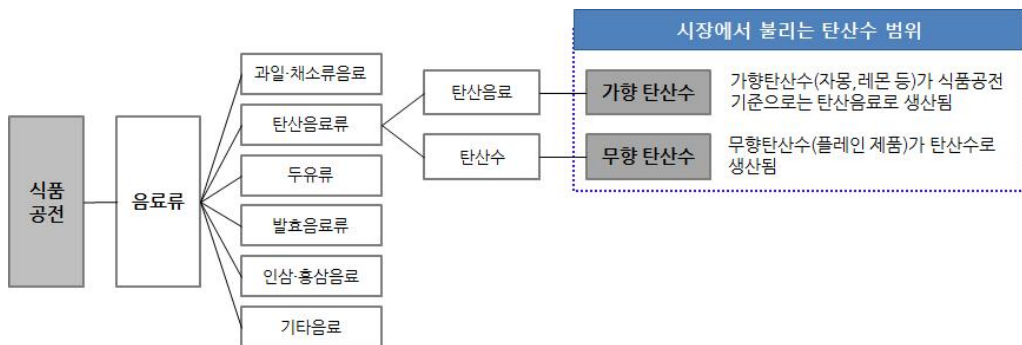 시장에서 불리는 탄산수 범위
식품
공전
음료류
과일·채소류음료
탄산음료류
두유류
발효음료류
인삼·홍삼음료
기타음료
탄산음료
탄산수
가향 탄산수
가향탄산수(자몽,레몬 등)가 식품공전
기준으로는 탄산음료로 생산됨
무향 탄산수
무향탄산수(플레인 제품)가 탄산수로
생산됨